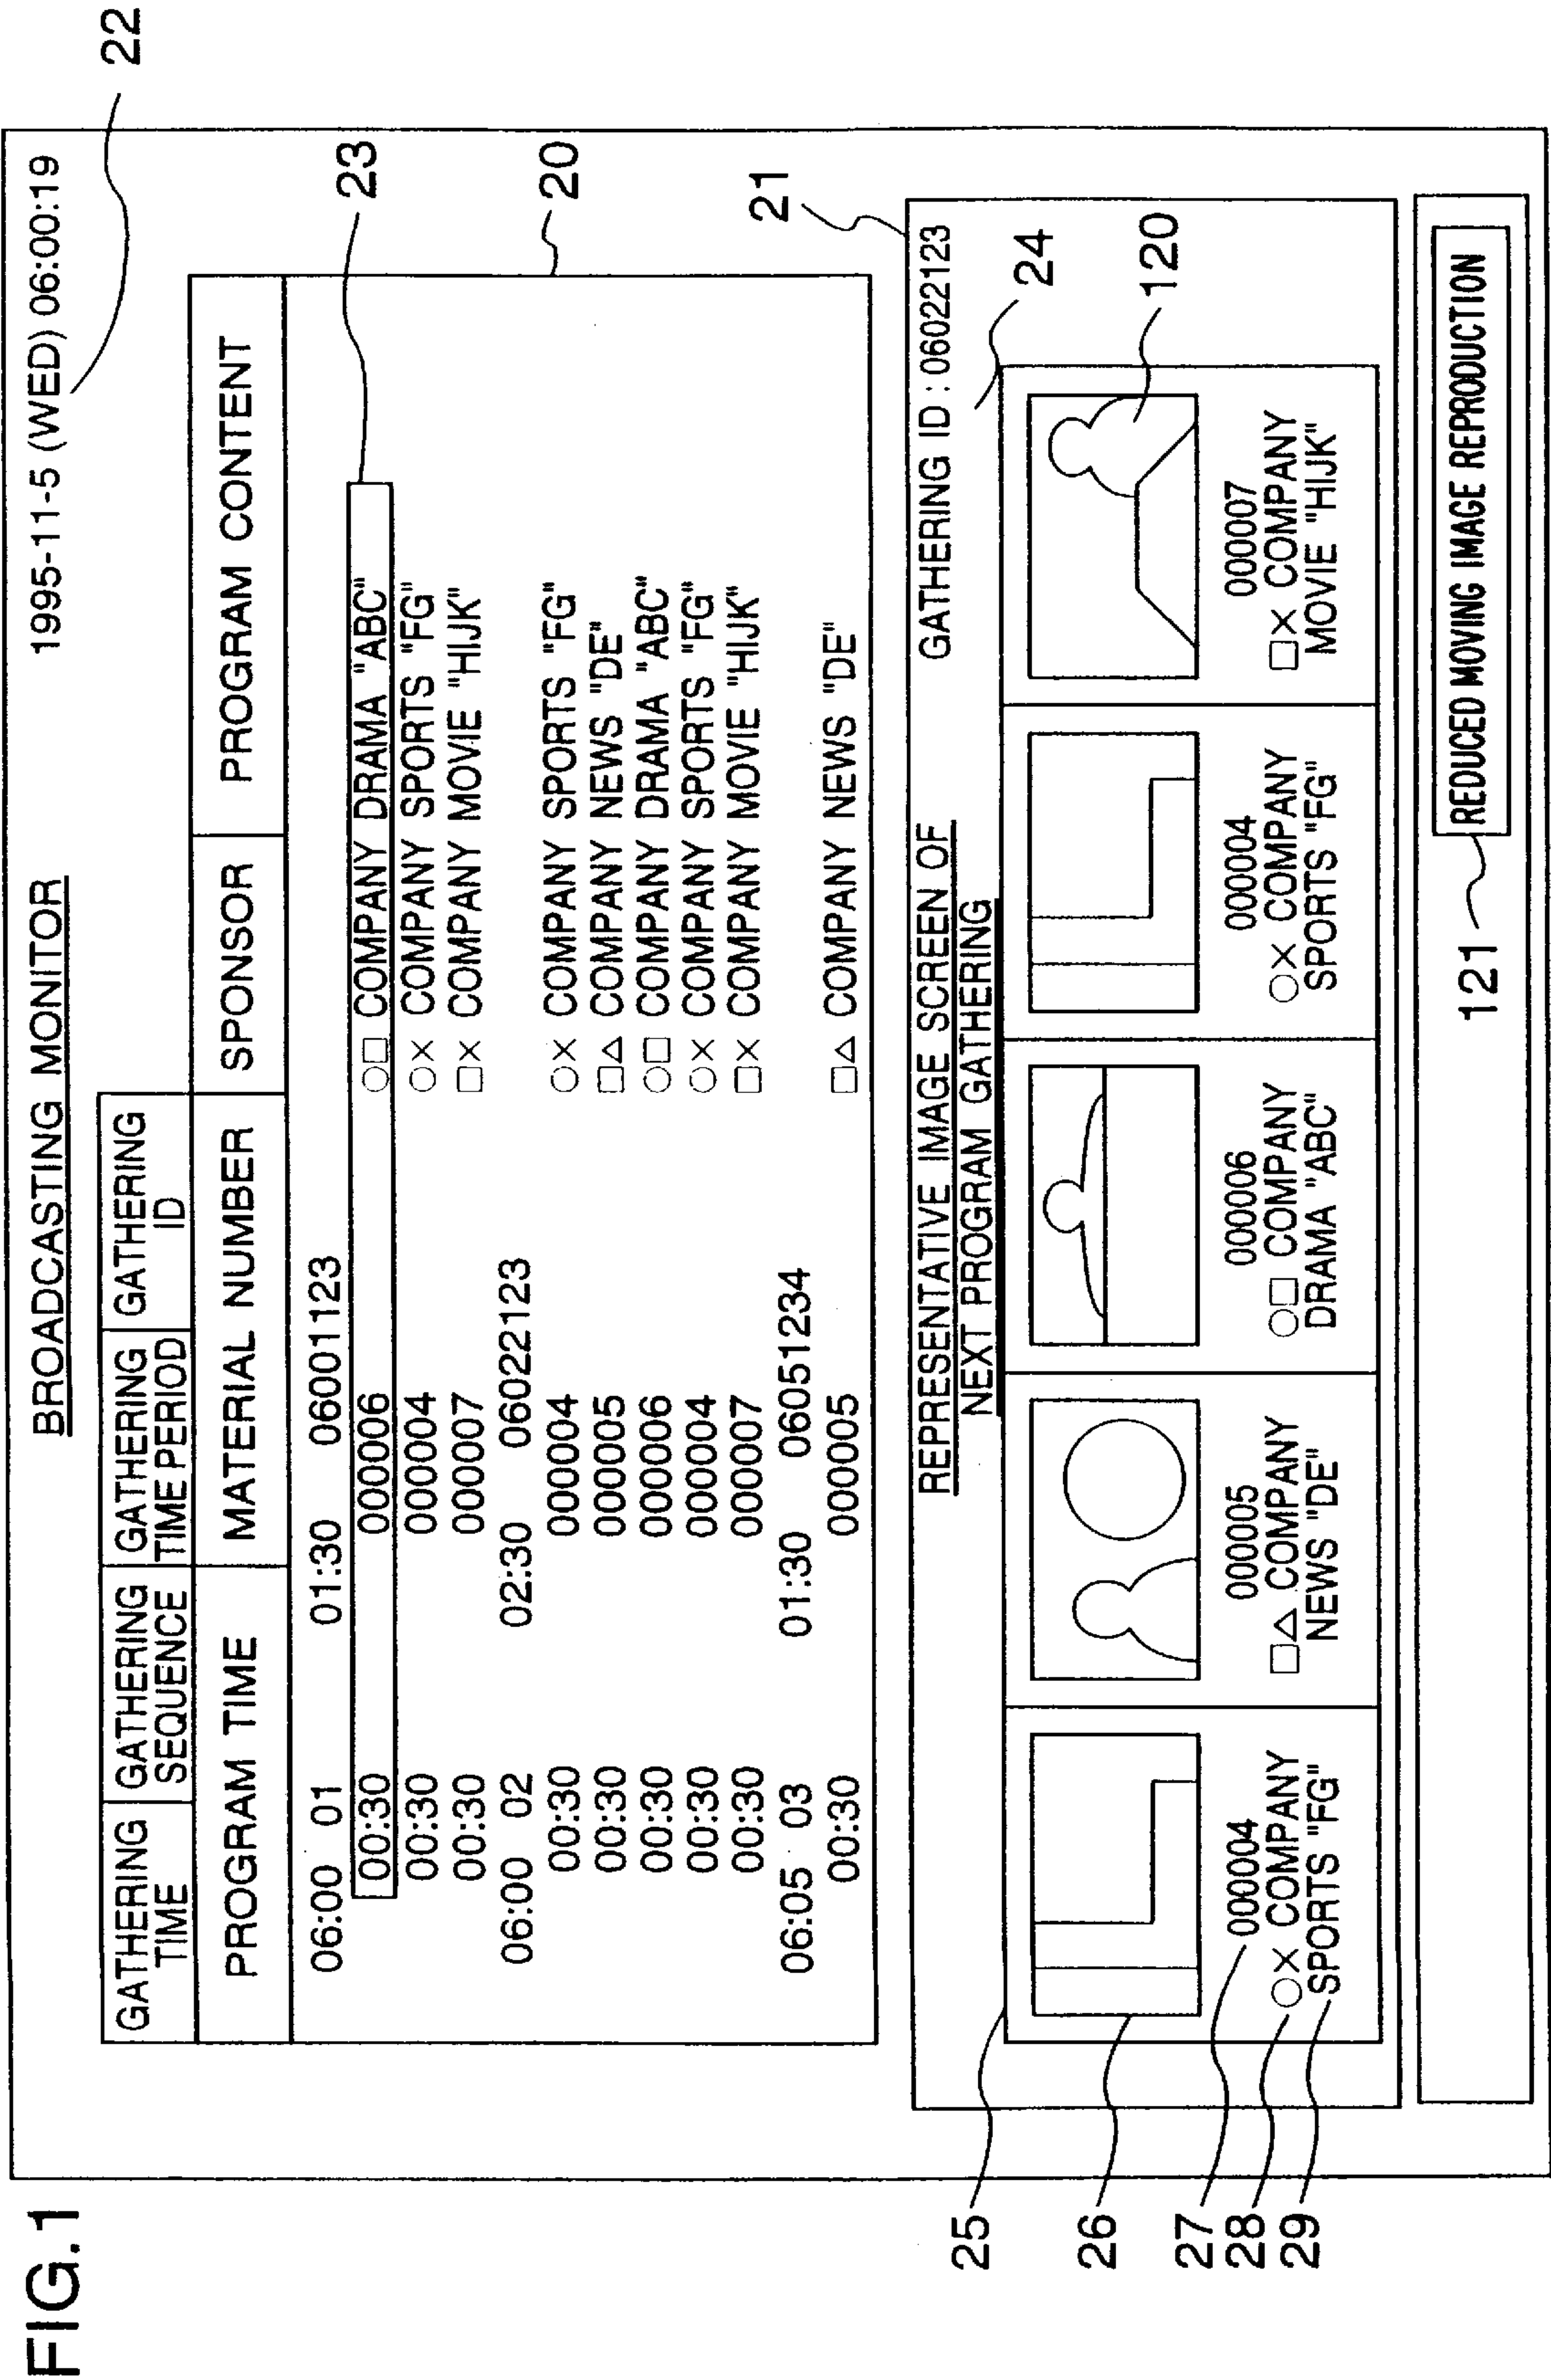 FIG.1
BROADCASTING MONITOR
1995-11-5 (WED) 06:00:19
22
GATHERING TIME
GATHERING SEQUENCE
GATHERING TIME PERIOD
GATHERING ID
PROGRAM TIME
MATERIAL NUMBER
SPONSOR
PROGRAM CONTENT
06:00 01 01:30 06001123
00:30 000006 ○□ COMPANY DRAMA "ABC"
23
00:30 000004 ○× COMPANY SPORTS "FG"
00:30 000007 □× COMPANY MOVIE "HIJK"
06:00 02 02:30 06022123
00:30 000004 ○× COMPANY SPORTS "FG"
20
00:30 000005 □△ COMPANY NEWS "DE"
00:30 000006 ○□ COMPANY DRAMA "ABC"
00:30 000004 ○× COMPANY SPORTS "FG"
00:30 000007 □× COMPANY MOVIE "HIJK"
06:05 03 01:30 06051234
00:30 000005 □△ COMPANY NEWS "DE"
21
REPRESENTATIVE IMAGE SCREEN OF
NEXT PROGRAM GATHERING
GATHERING ID : 06022123
24
25
26
120
27
28
29
000004
○× COMPANY
SPORTS "FG"
000005
□△ COMPANY
NEWS "DE"
000006
○□ COMPANY
DRAMA "ABC"
000004
○× COMPANY
SPORTS "FG"
000007
□× COMPANY
MOVIE "HIJK"
121
REDUCED MOVING IMAGE REPRODUCTION